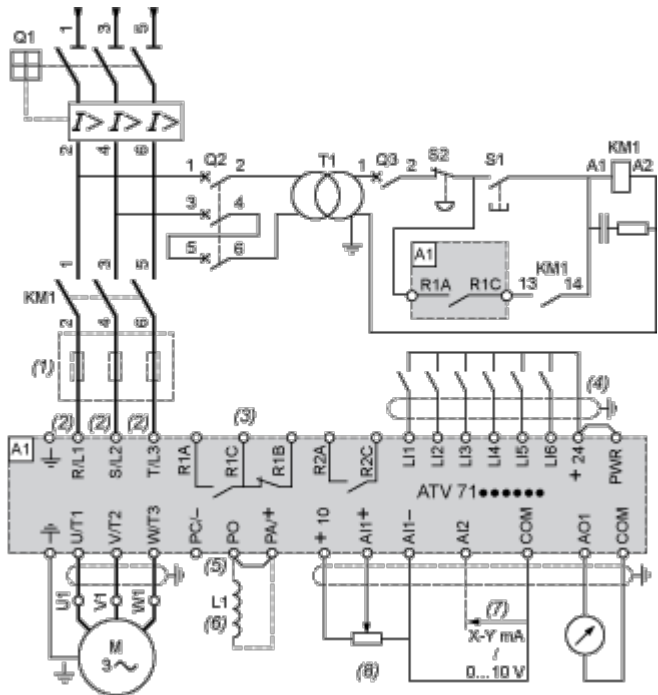 1 3 5
Q1
I> I> I>
2 4 6
1 Q2 2
3 4
5 6
T1
1 Q3 2
S2
S1
KM1
A1 A2
A1
R1A R1C
13 KM1 14
1 3 5
KM1
2 4 6
(1)
(2) (2) (2)
(3)
(4)
A1
R/L1 S/L2 T/L3
R1A R1C R1B
R2A R2C
LI1 LI2 LI3 LI4 LI5 LI6
+ 24 PWR
ATV 71●●●●●●
U/T1 V/T2 W/T3
PC/- PO PA/+
+ 10 AI1+ AI1- AI2 COM
AO1 COM
(5)
U1 V1 W1
L1
(6)
(7)
X-Y mA
/
0...10 V
(8)
M
3~